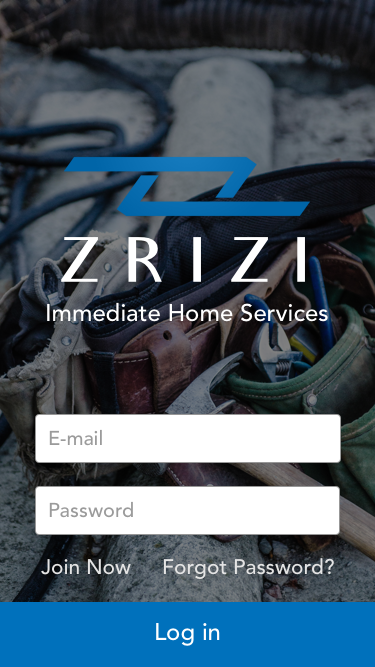 ZRIZI
Immediate Home Services
E-mail
Password
Join Now Forgot Password?
Log in